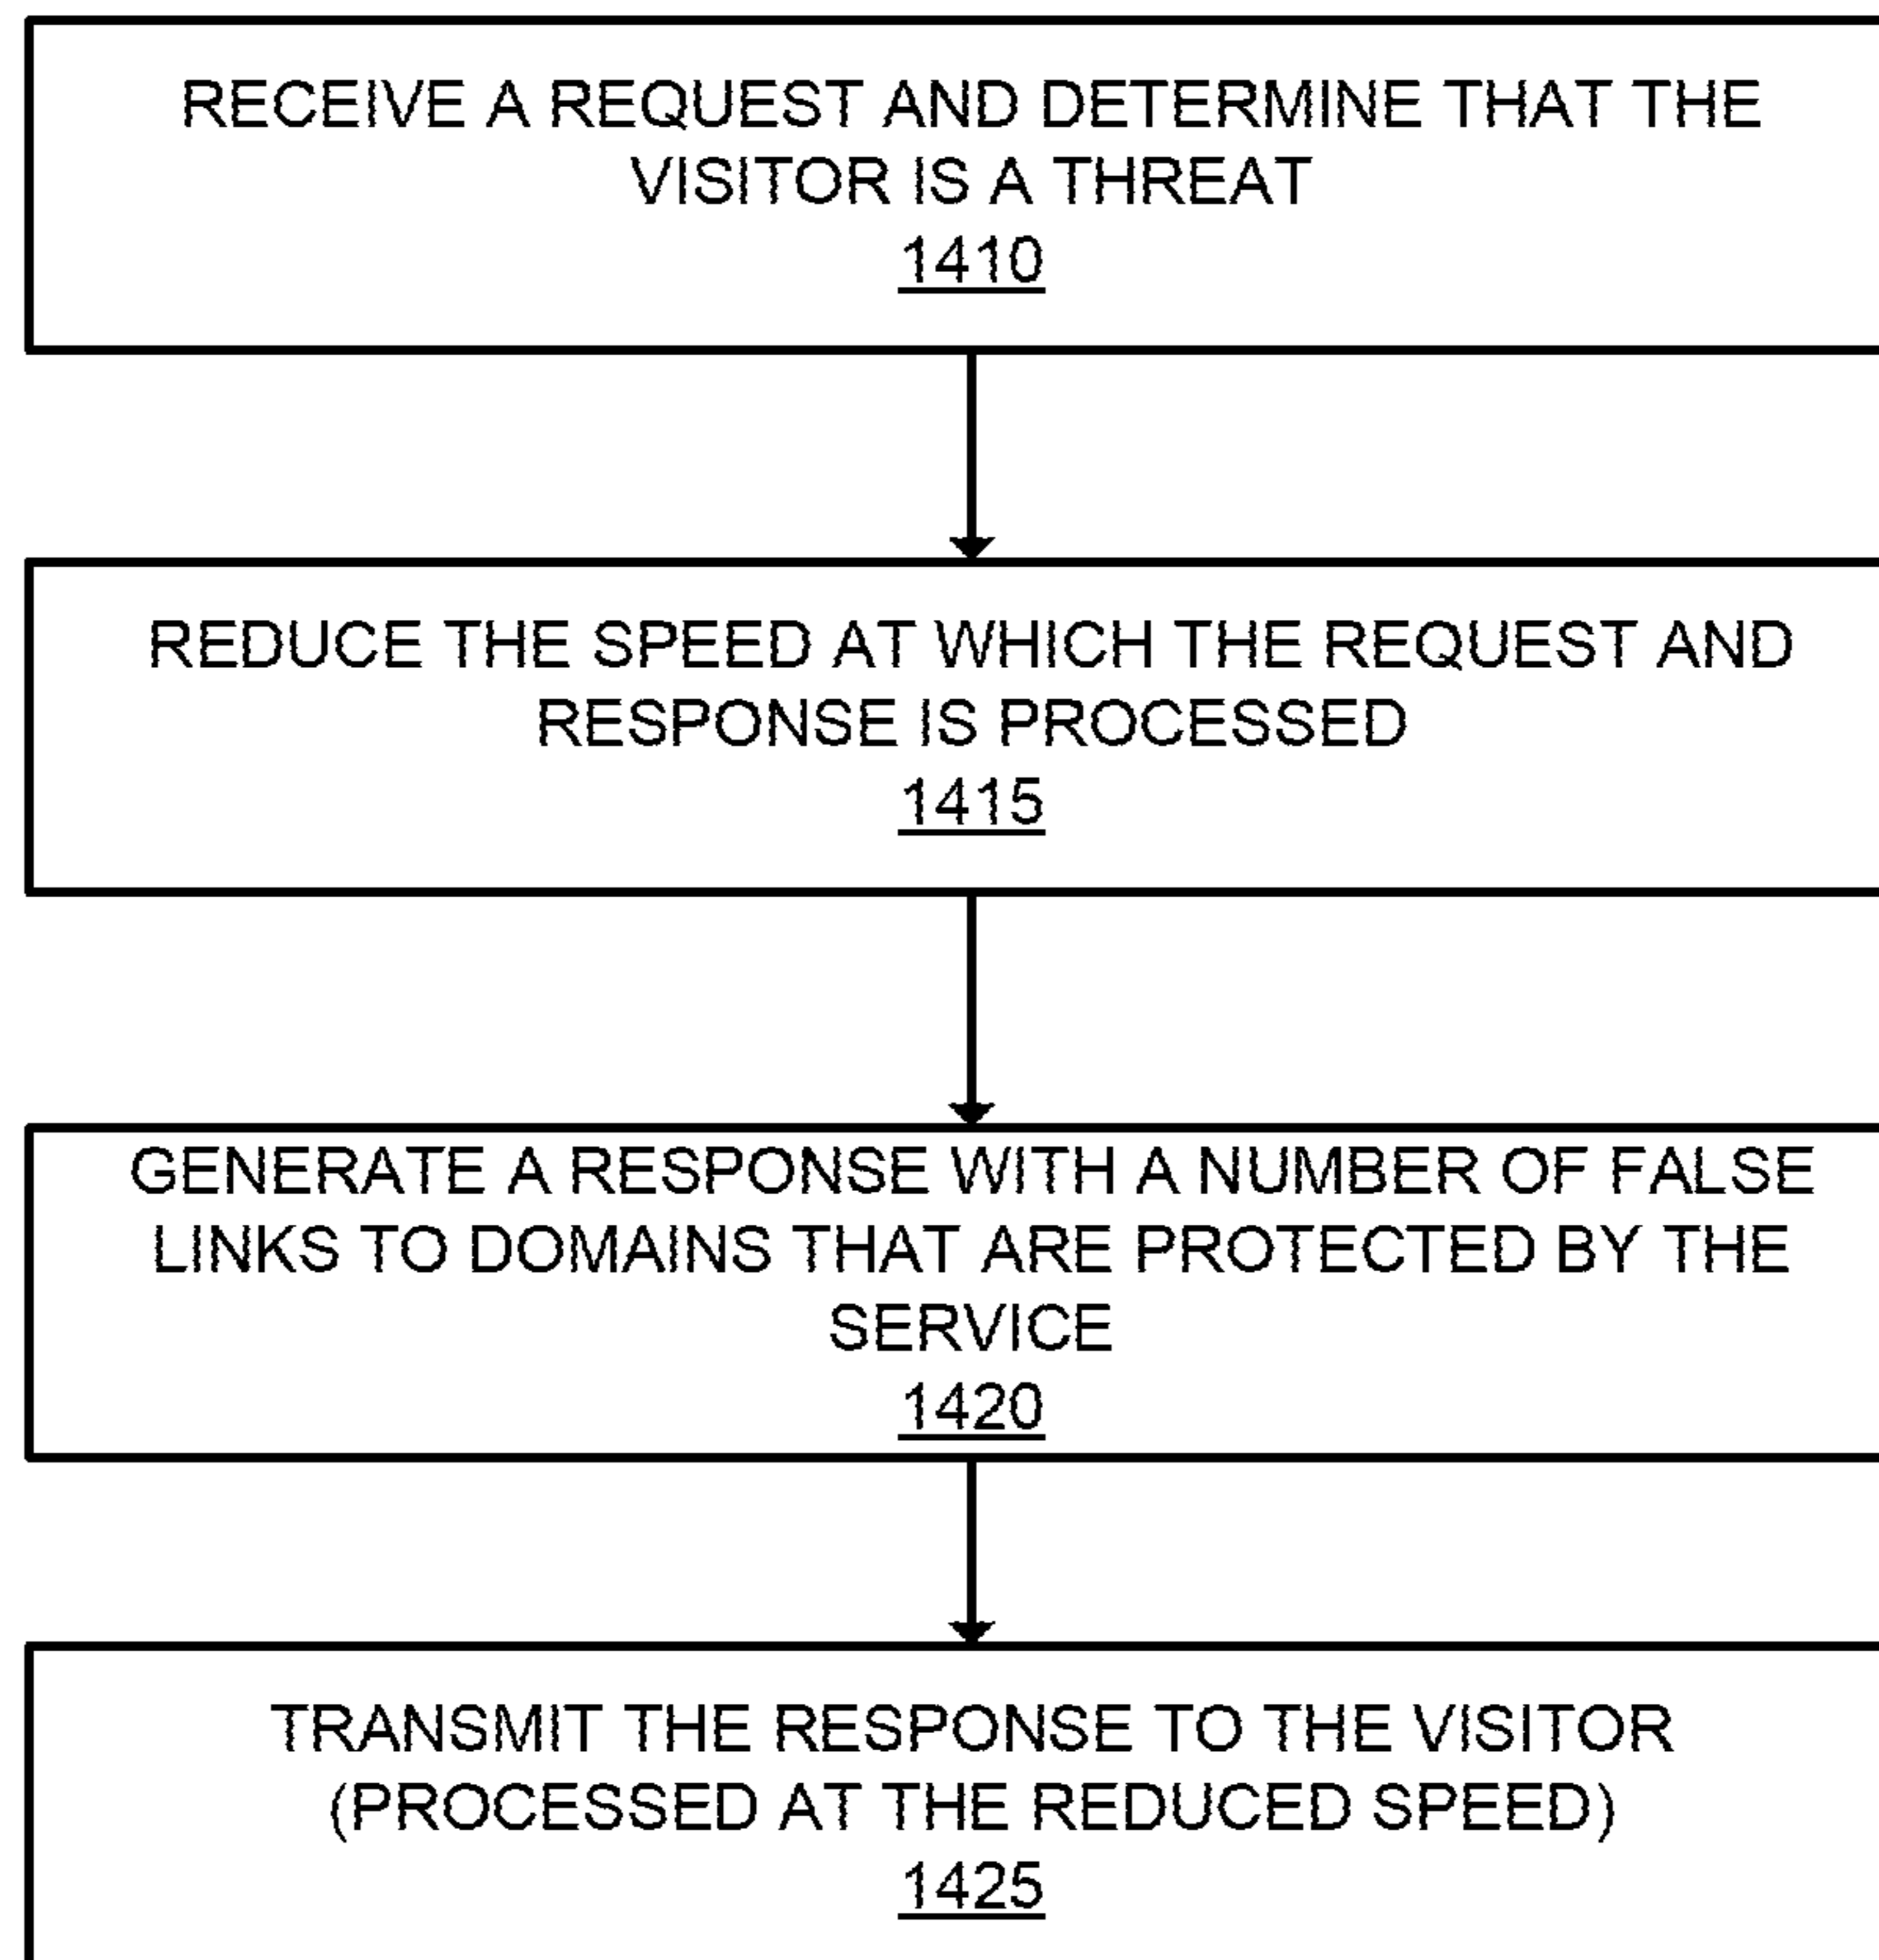 RECEIVE A REQUEST AND DETERMINE THAT THE
VISITOR IS A THREAT
1410
REDUCE THE SPEED AT WHICH THE REQUEST AND
RESPONSE IS PROCESSED
1415
GENERATE A RESPONSE WITH A NUMBER OF FALSE
LINKS TO DOMAINS THAT ARE PROTECTED BY THE
SERVICE
1420
TRANSMIT THE RESPONSE TO THE VISITOR
(PROCESSED AT THE REDUCED SPEED)
1425